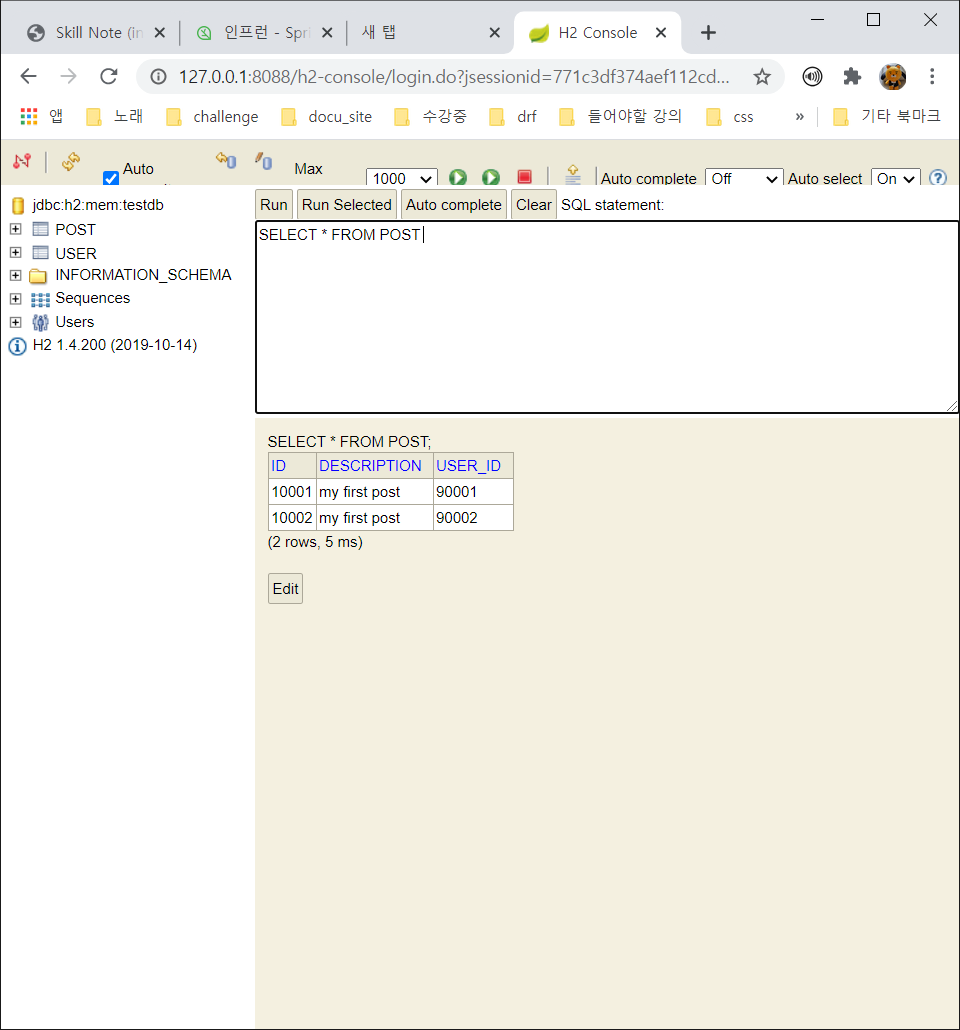 Skill Note (in
인프런 - Spri
새 탭
H2 Console
127.0.0.1:8088/h2-console/login.do?jsessionid=771c3df374aef112cd...
앱 노래 challenge docu_site 수강중 drf 들어야할 강의 css » 기타 북마크
Auto Max 1000 Auto complete Off Auto select On
jdbc:h2:mem:testdb
POST
USER
INFORMATION_SCHEMA
Sequences
Users
H2 1.4.200 (2019-10-14)
Run Run Selected Auto complete Clear SQL statement:
SELECT * FROM POST
SELECT * FROM POST;
ID DESCRIPTION USER_ID
10001 my first post 90001
10002 my first post 90002
(2 rows, 5 ms)
Edit